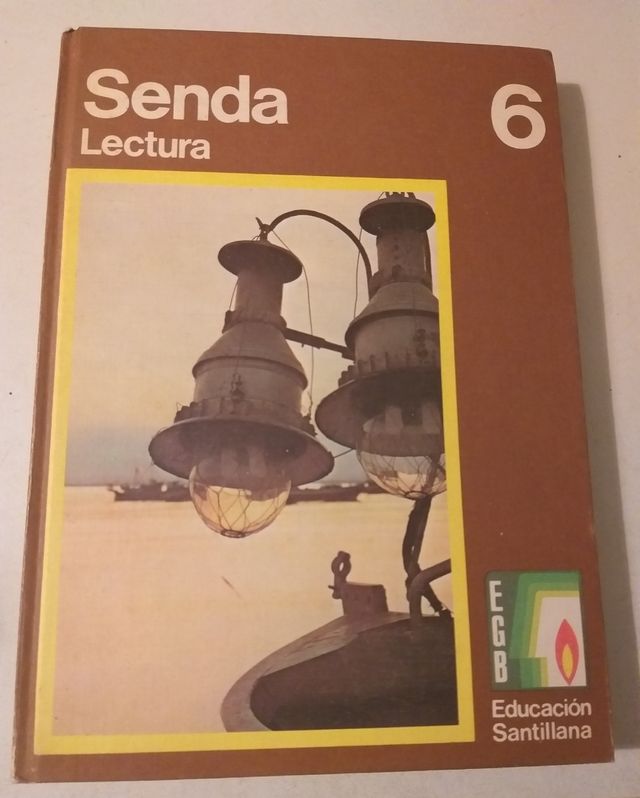 Senda
6
Lectura
EGB
Educación
Santillana